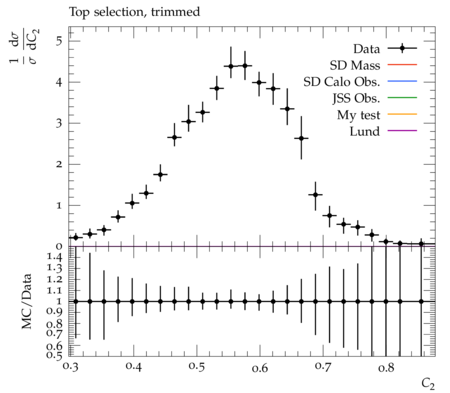 Top selection, trimmed
1/σ dσ/dC₂
Data
SD Mass
SD Calo Obs.
JSS Obs.
My test
Lund
5
4
3
2
1
0
MC/Data
1.4
1.3
1.2
1.1
1
0.9
0.8
0.7
0.6
0.5
0.3 0.4 0.5 0.6 0.7 0.8
C₂